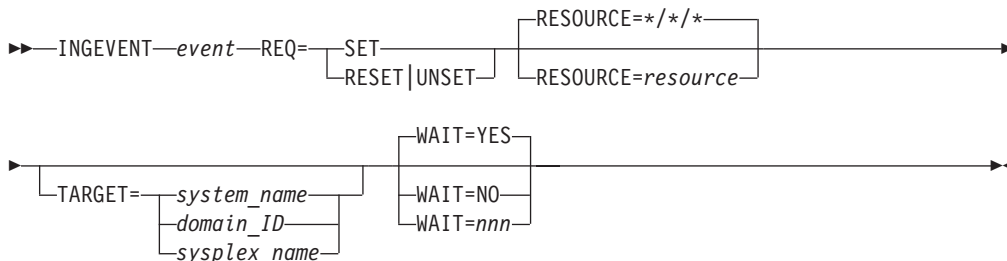 RESOURCE=*/*/*
INGEVENT event REQ= SET
RESET|UNSET RESOURCE=resource
WAIT=YES
TARGET= system_name WAIT=NO
domain_ID WAIT=nnn
sysplex_name